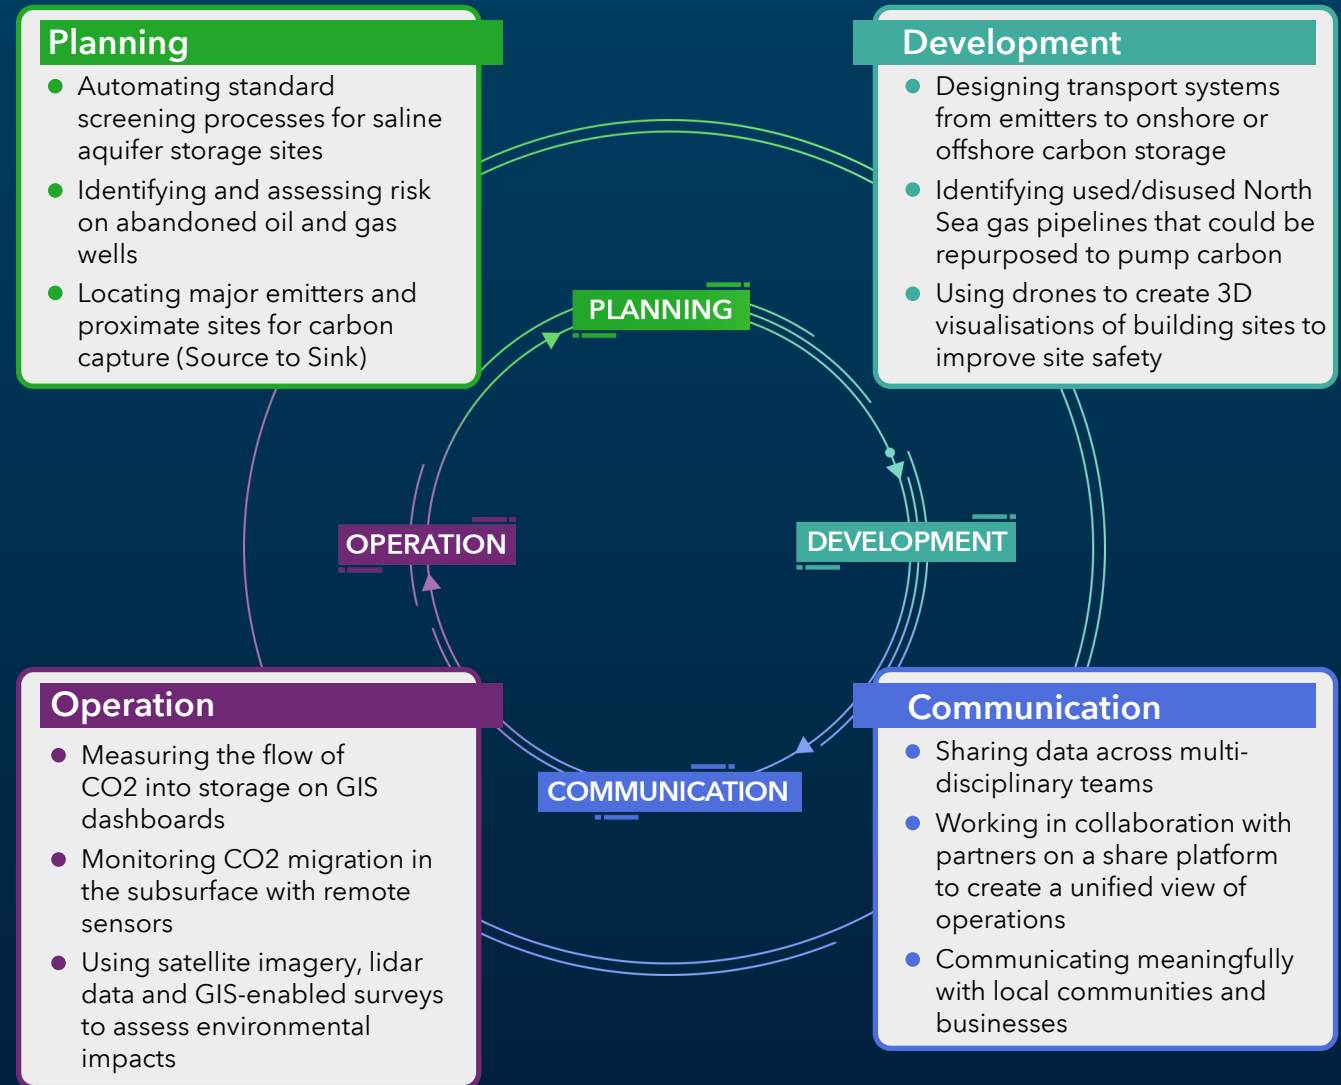 Planning
Automating standard
screening processes for saline
aquifer storage sites
Identifying and assessing risk
on abandoned oil and gas
wells
Locating major emitters and
proximate sites for carbon
capture (Source to Sink)
Development
Designing transport systems
from emitters to onshore or
offshore carbon storage
Identifying used/disused North
Sea gas pipelines that could be
repurposed to pump carbon
Using drones to create 3D
visualisations of building sites to
improve site safety
PLANNING
OPERATION
DEVELOPMENT
COMMUNICATION
Operation
Measuring the flow of
CO2 into storage on GIS
dashboards
Monitoring CO2 migration in
the subsurface with remote
sensors
Using satellite imagery, lidar
data and GIS-enabled surveys
to assess environmental
impacts
Communication
Sharing data across multi-
disciplinary teams
Working in collaboration with
partners on a share platform
to create a unified view of
operations
Communicating meaningfully
with local communities and
businesses